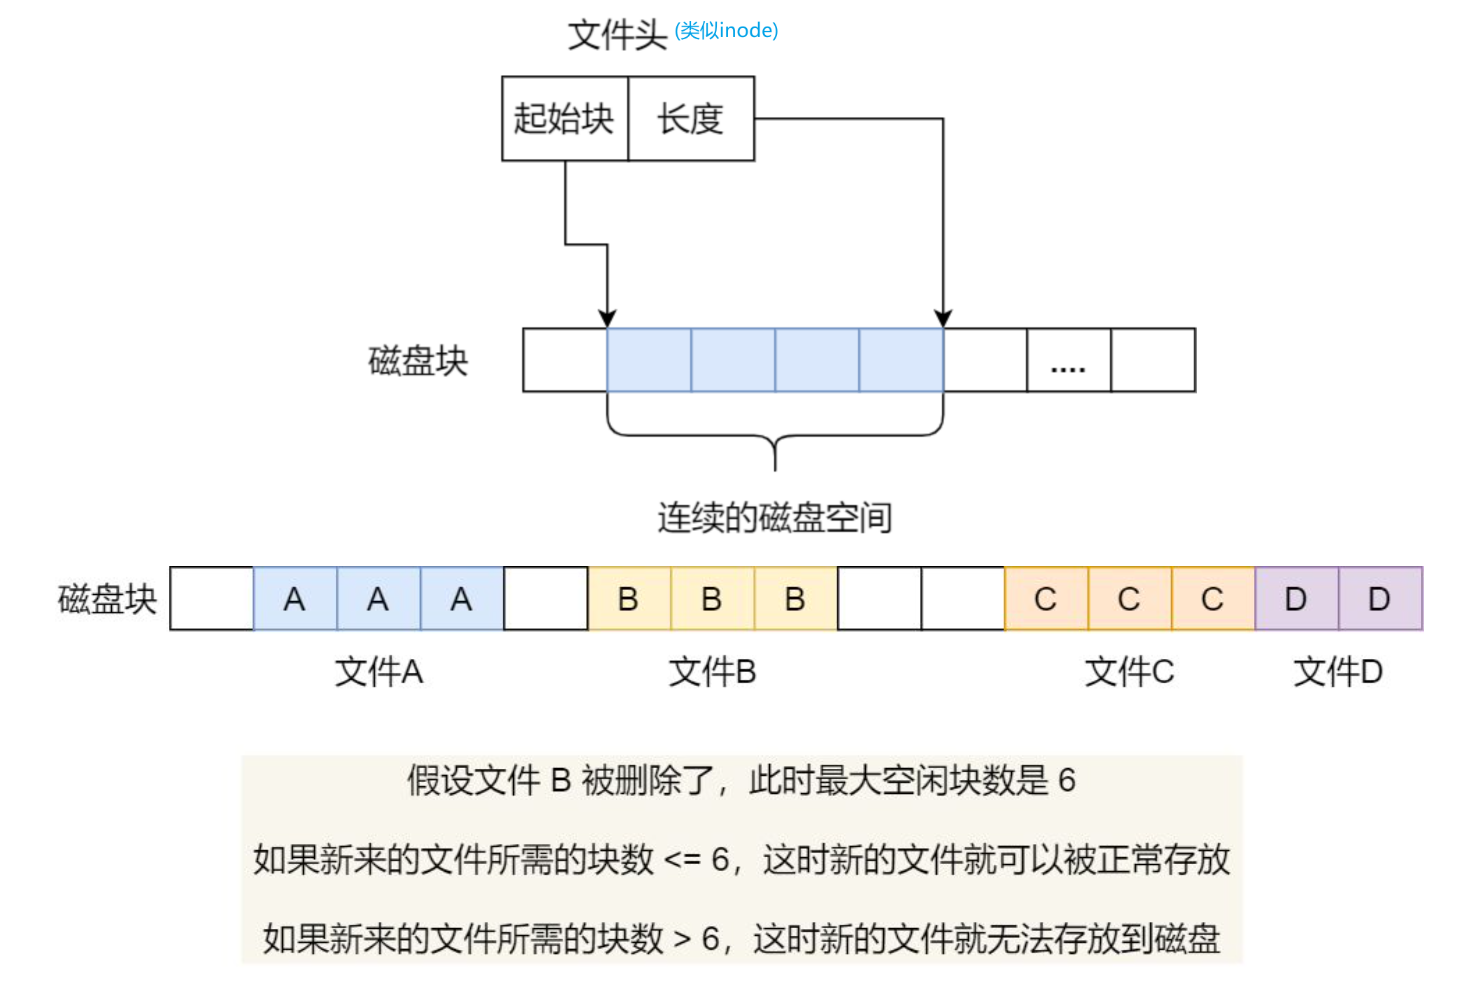 文件头 (类似inode)
起始块 长度
磁盘块 ....
连续的磁盘空间
磁盘块 A A A B B B C C C D D
文件A 文件B 文件C 文件D
假设文件 B 被删除了，此时最大空闲块数是 6
如果新来的文件所需的块数 <= 6，这时新的文件就可以被正常存放
如果新来的文件所需的块数 > 6，这时新的文件就无法存放到磁盘